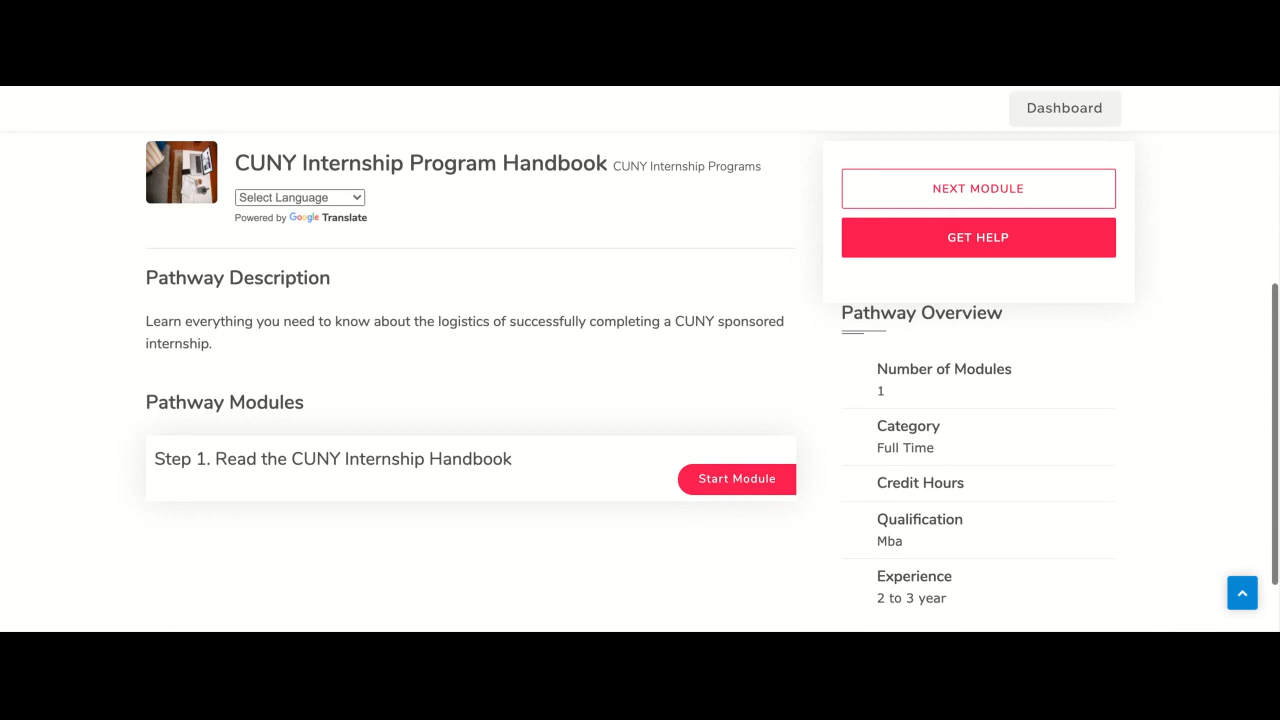 Dashboard
CUNY Internship Program Handbook CUNY Internship Programs
Select Language
Powered by Google Translate
Pathway Description
Learn everything you need to know about the logistics of successfully completing a CUNY sponsored
internship.
Pathway Modules
Step 1. Read the CUNY Internship Handbook
Start Module
NEXT MODULE
GET HELP
Pathway Overview
Number of Modules
1
Category
Full Time
Credit Hours
Qualification
Mba
Experience
2 to 3 year